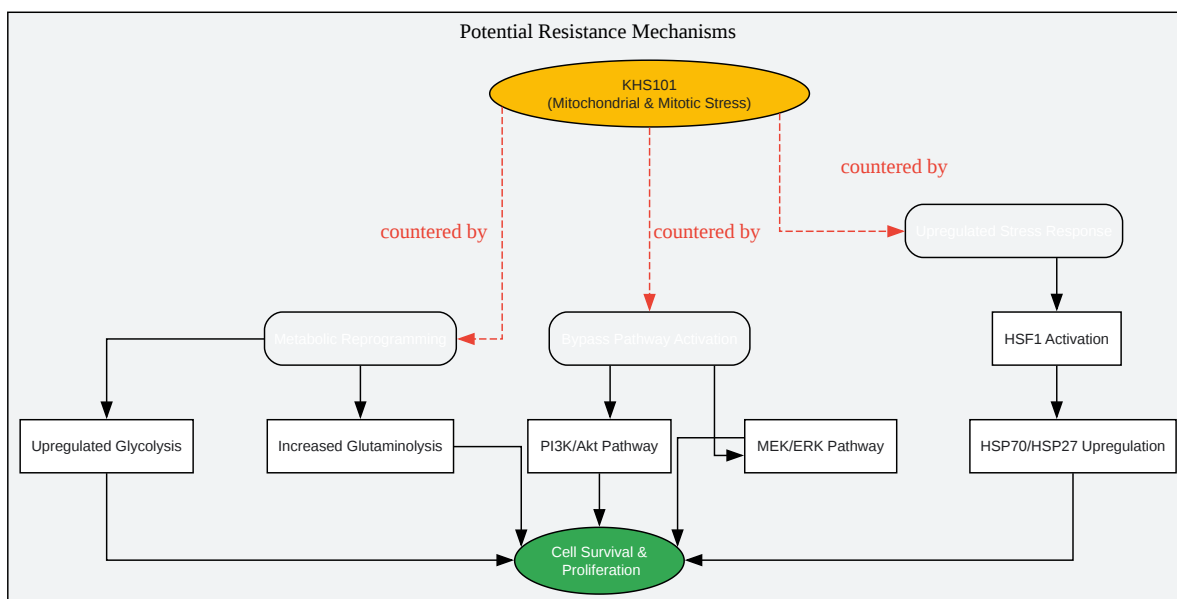 Potential Resistance Mechanisms
KHS101
(Mitochondrial & Mitotic Stress)
countered by
countered by
countered by
Upregulated Stress Response
Metabolic Reprogramming
Bypass Pathway Activation
HSF1 Activation
Upregulated Glycolysis
Increased Glutaminolysis
PI3K/Akt Pathway
MEK/ERK Pathway
HSP70/HSP27 Upregulation
Cell Survival &
Proliferation